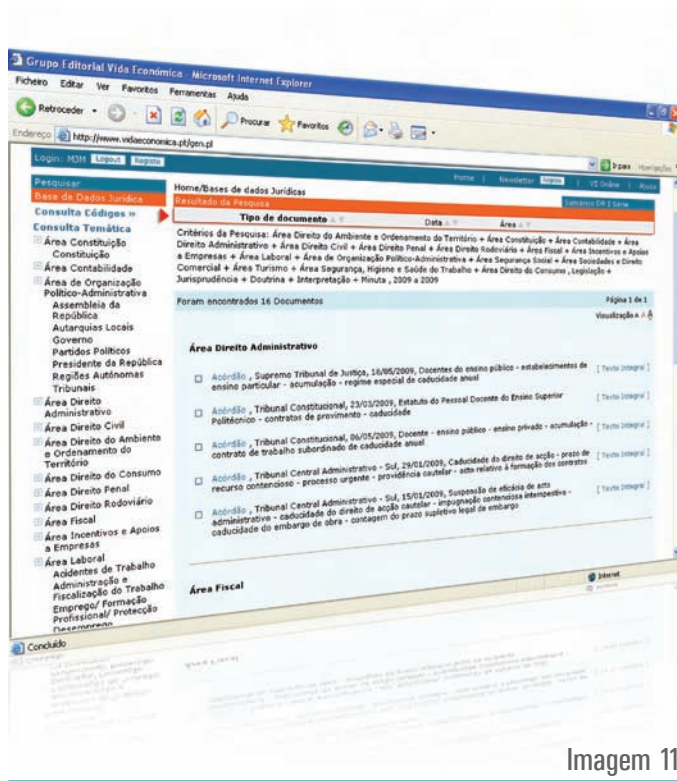 Grupo Editorial Vida Económica - Microsoft Internet Explorer
Ficheiro Editar Ver Favoritos Ferramentas Ajuda
Retroceder Procurar Favoritos
Endereço http://www.vidaeconomica.pt/gen.pl Ir para
Login: MJM Logout Registo
Home | Newsletter | VE Online | Ajuda
Pesquisar
Base de Dados Jurídica
Consulta Códigos »
Consulta Temática
Área Constituição
Constituição
Área Contabilidade
Área de Organização
Político-Administrativa
Assembleia da
República
Autarquias Locais
Governo
Partidos Políticos
Presidente da República
Regiões Autónomas
Tribunais
Área Direito
Administrativo
Área Direito Civil
Área Direito do Ambiente
e Ordenamento do
Território
Área Direito do Consumo
Área Direito Penal
Área Direito Rodoviário
Área Fiscal
Área Incentivos e Apoios
a Empresas
Área Laboral
Acidentes de Trabalho
Administração e
Fiscalização do Trabalho
Emprego/ Formação
Profissional/ Protecção
Desemprego
Home/Bases de dados Jurídicas
Resultado da Pesquisa Sumários DR I Série
Tipo de documento Data Área
Critérios da Pesquisa: Área Direito do Ambiente e Ordenamento do Território + Área Constituição + Área Contabilidade + Área
Direito Administrativo + Área Direito Civil + Área Direito Penal + Área Direito Rodoviário + Área Fiscal + Área Incentivos e Apoios
a Empresas + Área Laboral + Área de Organização Político-Administrativa + Área Segurança Social + Área Sociedades e Direito
Comercial + Área Turismo + Área Segurança, Higiene e Saúde do Trabalho + Área Direito do Consumo , Legislação +
Jurisprudência + Doutrina + Interpretação + Minuta , 2009 a 2009
Foram encontrados 16 Documentos Página 1 de 1
Visualização A A A
Área Direito Administrativo
Acórdão , Supremo Tribunal de Justiça, 18/05/2009, Docentes do ensino público - estabelecimentos de [ Texto Integral ]
ensino particular - acumulação - regime especial de caducidade anual
Acórdão , Tribunal Constitucional, 23/03/2009, Estatuto do Pessoal Docente do Ensino Superior [ Texto Integral ]
Politécnico - contratos de provimento - caducidade
Acórdão , Tribunal Constitucional, 06/05/2009, Docente - ensino público - ensino privado - acumulação - [ Texto Integral ]
contrato de trabalho subordinado de caducidade anual
Acórdão , Tribunal Central Administrativo - Sul, 29/01/2009, Caducidade do direito de acção - prazo de [ Texto Integral ]
recurso contencioso - processo urgente - providência cautelar - acto relativo à formação dos contratos
Acórdão , Tribunal Central Administrativo - Sul, 15/01/2009, Suspensão de eficácia de acto [ Texto Integral ]
administrativo - caducidade do direito de acção cautelar - impugnação contenciosa intempestiva -
caducidade do embargo de obra - contagem do prazo supletivo legal de embargo
Área Fiscal
Concluído Internet
Imagem 11